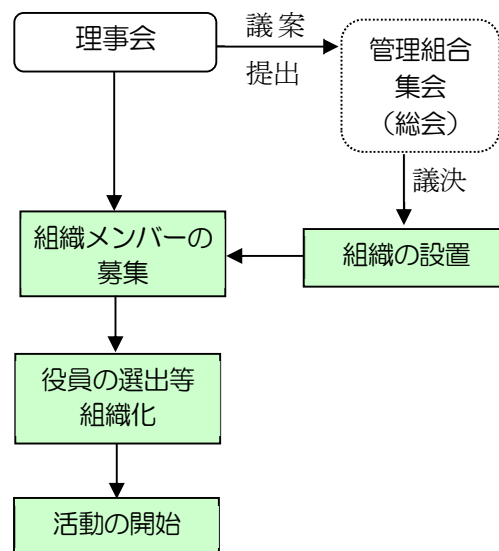 理事会
議案
提出
管理組合
集会
（総会）
議決
組織メンバーの
募集
組織の設置
役員の選出等
組織化
活動の開始